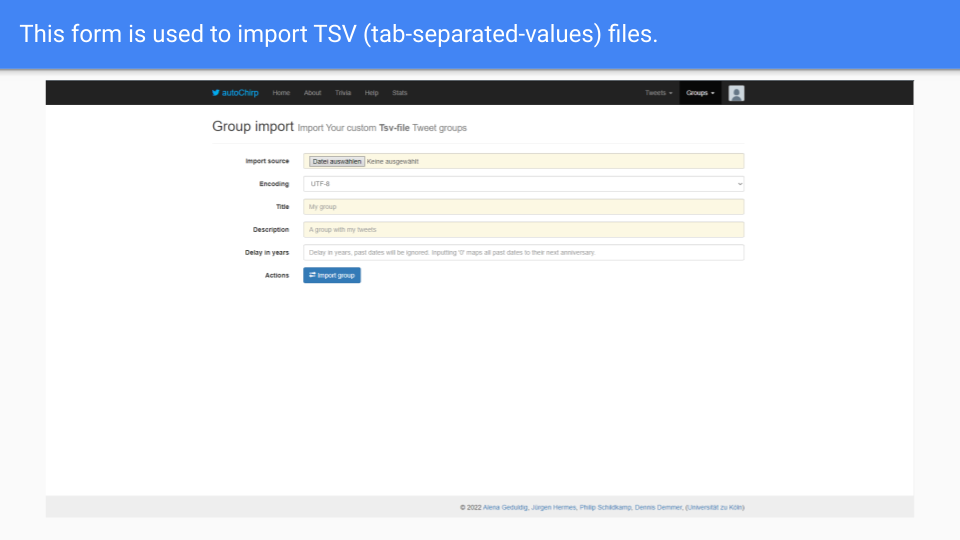 This form is used to import TSV (tab-separated-values) files.
autoChirp Home About Trivia Help Stats Tweets Groups
Group import Import Your custom Tsv-file Tweet groups
Import source Datei auswählen Keine ausgewählt
Encoding UTF-8
Title My group
Description A group with my tweets
Delay in years Delay in years, past dates will be ignored. Inputting '0' maps all past dates to their next anniversary.
Actions Import group
© 2022 Alena Geduldig, Jürgen Hermes, Philip Schildkamp, Dennis Demmer, (Universität zu Köln)